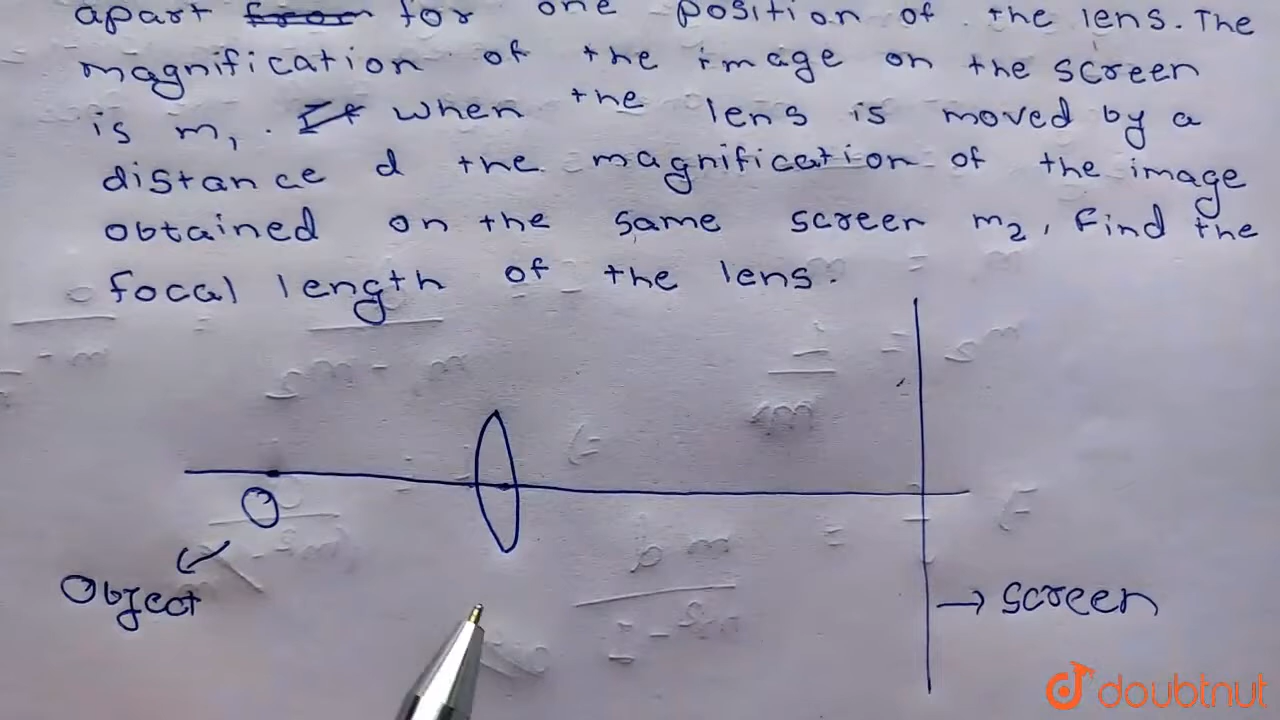 apart from for one position of the lens. The
magnification of the image on the screen
is m₁. It when the lens is moved by a
distance d the magnification of the image
obtained on the same screen m₂, Find the
focal length of the lens.
O
Object
→ screen
doubtnut